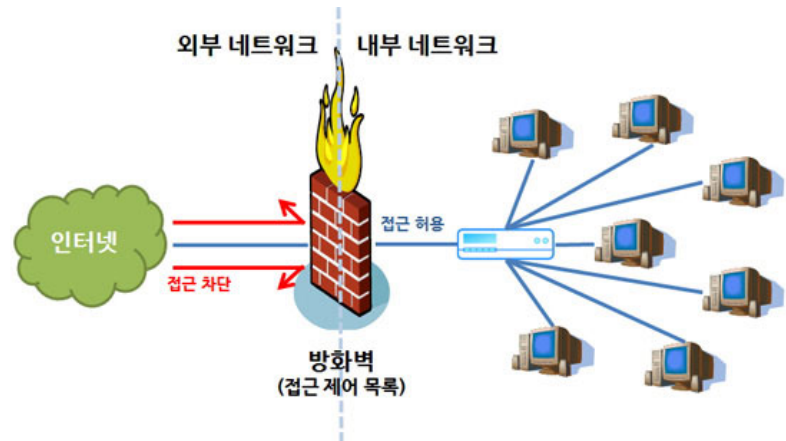 외부 네트워크
내부 네트워크
인터넷
접근 허용
접근 차단
방화벽
(접근 제어 목록)